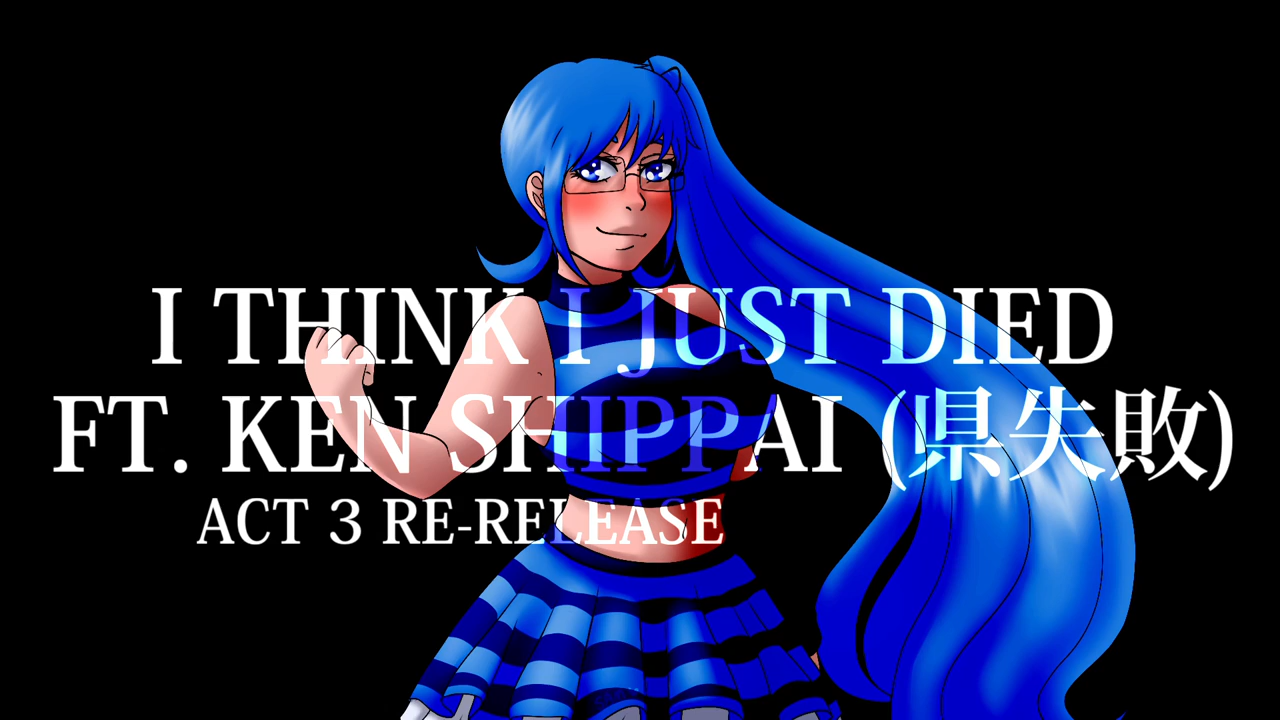 I THINK I JUST DIED
FT. KEN SHIPPAI (県失敗)
ACT 3 RE-RELEASE